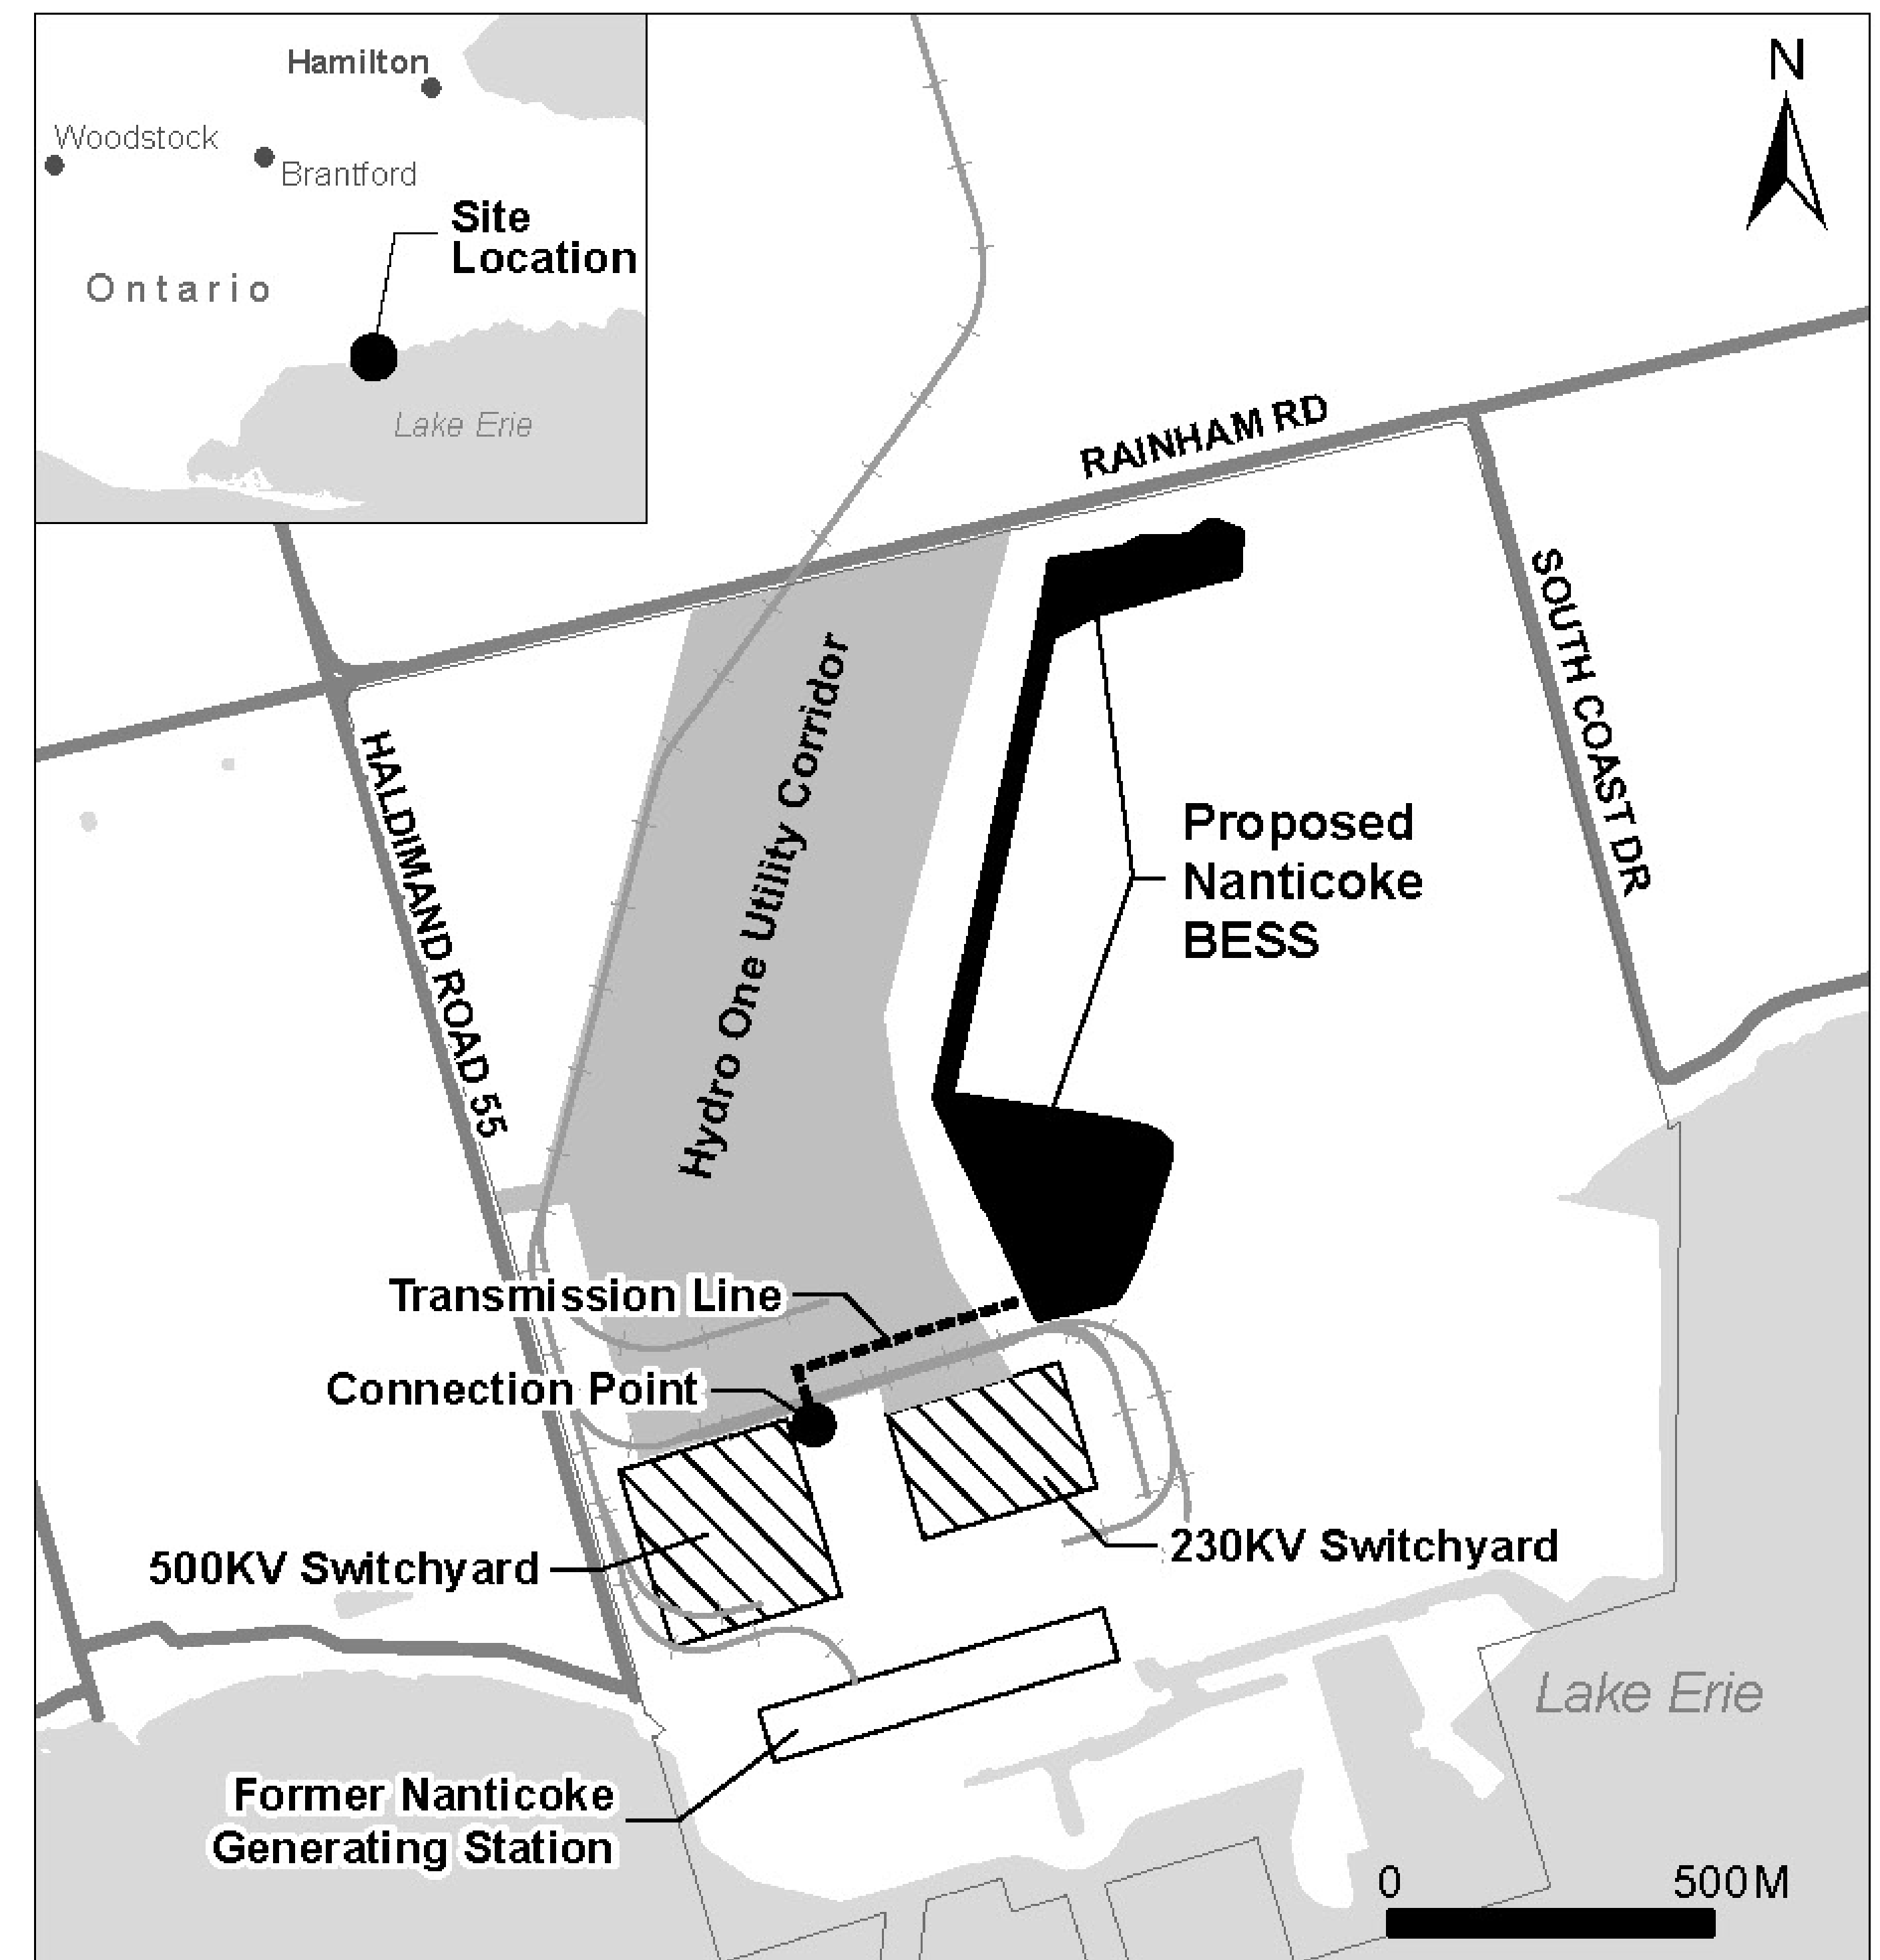 Hamilton
Woodstock
Brantford
Site
Location
Ontario
Lake Erie
N
RAINHAM RD
SOUTH COAST DR
HALDIMAND ROAD 55
Hydro One Utility Corridor
Proposed
Nanticoke
BESS
Transmission Line
Connection Point
500KV Switchyard
230KV Switchyard
Lake Erie
Former Nanticoke
Generating Station
0 500M